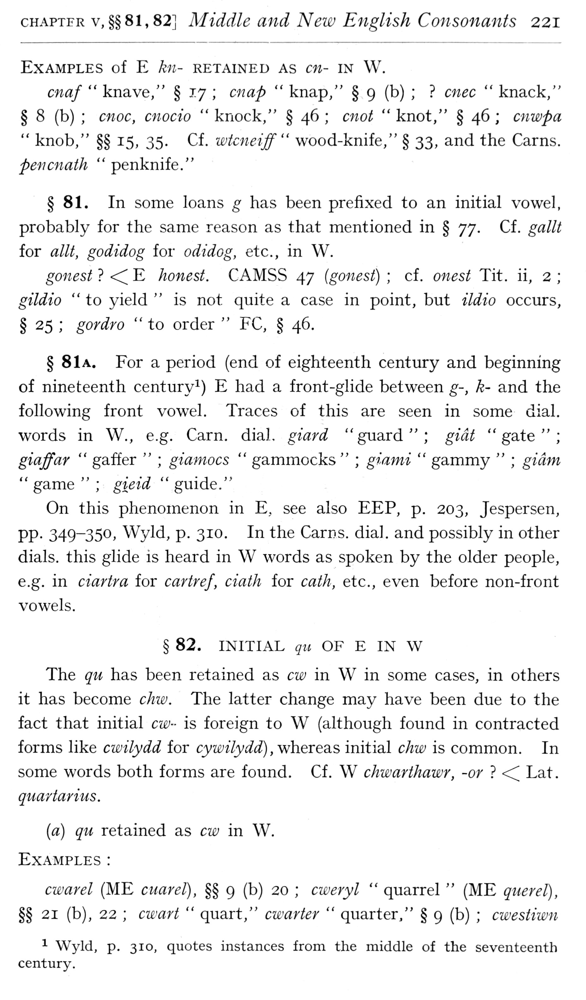 CHAPTER V, §§ 81, 82] Middle and New English Consonants 221
EXAMPLES of E kn- RETAINED AS cn- IN W.
cnaf “ knave,” § 17 ; cnap “ knap,” § 9 (b) ; ? cnec “ knack,”
§ 8 (b) ; cnoc, cnocio “ knock,” § 46 ; cnot “ knot,” § 46 ; cnwpa
“ knob,” §§ 15, 35. Cf. wtcneiff “ wood-knife,” § 33, and the Carns.
pencnath “ penknife.”
§ 81. In some loans g has been prefixed to an initial vowel,
probably for the same reason as that mentioned in § 77. Cf. gallt
for allt, godidog for odidog, etc., in W.
gonest ? < E honest. CAMSS 47 (gonest) ; cf. onest Tit. ii, 2 ;
gildio “ to yield ” is not quite a case in point, but ildio occurs,
§ 25 ; gordro “ to order ” FC, § 46.
§ 81A. For a period (end of eighteenth century and beginning
of nineteenth century¹) E had a front-glide between g-, k- and the
following front vowel. Traces of this are seen in some dial.
words in W., e.g. Carn. dial. giard “ guard ” ; giât “ gate ” ;
giaffar “ gaffer ” ; giamocs “ gammocks ” ; giami “ gammy ” ; giâm
“ game ” ; gi̯eid “ guide.”
On this phenomenon in E, see also EEP, p. 203, Jespersen,
pp. 349–350, Wyld, p. 310. In the Carns. dial. and possibly in other
dials. this glide is heard in W words as spoken by the older people,
e.g. in ciartra for cartref, ciath for cath, etc., even before non-front
vowels.
§ 82. INITIAL qu OF E IN W
The qu has been retained as cw in W in some cases, in others
it has become chw. The latter change may have been due to the
fact that initial cw- is foreign to W (although found in contracted
forms like cwilydd for cywilydd), whereas initial chw is common. In
some words both forms are found. Cf. W chwarthawr, -or ? < Lat.
quartarius.
(a) qu retained as cw in W.
EXAMPLES :
cwarel (ME cuarel), §§ 9 (b) 20 ; cweryl “ quarrel ” (ME querel),
§§ 21 (b), 22 ; cwart “ quart,” cwarter “ quarter,” § 9 (b) ; cwestiwn
¹ Wyld, p. 310, quotes instances from the middle of the seventeenth
century.